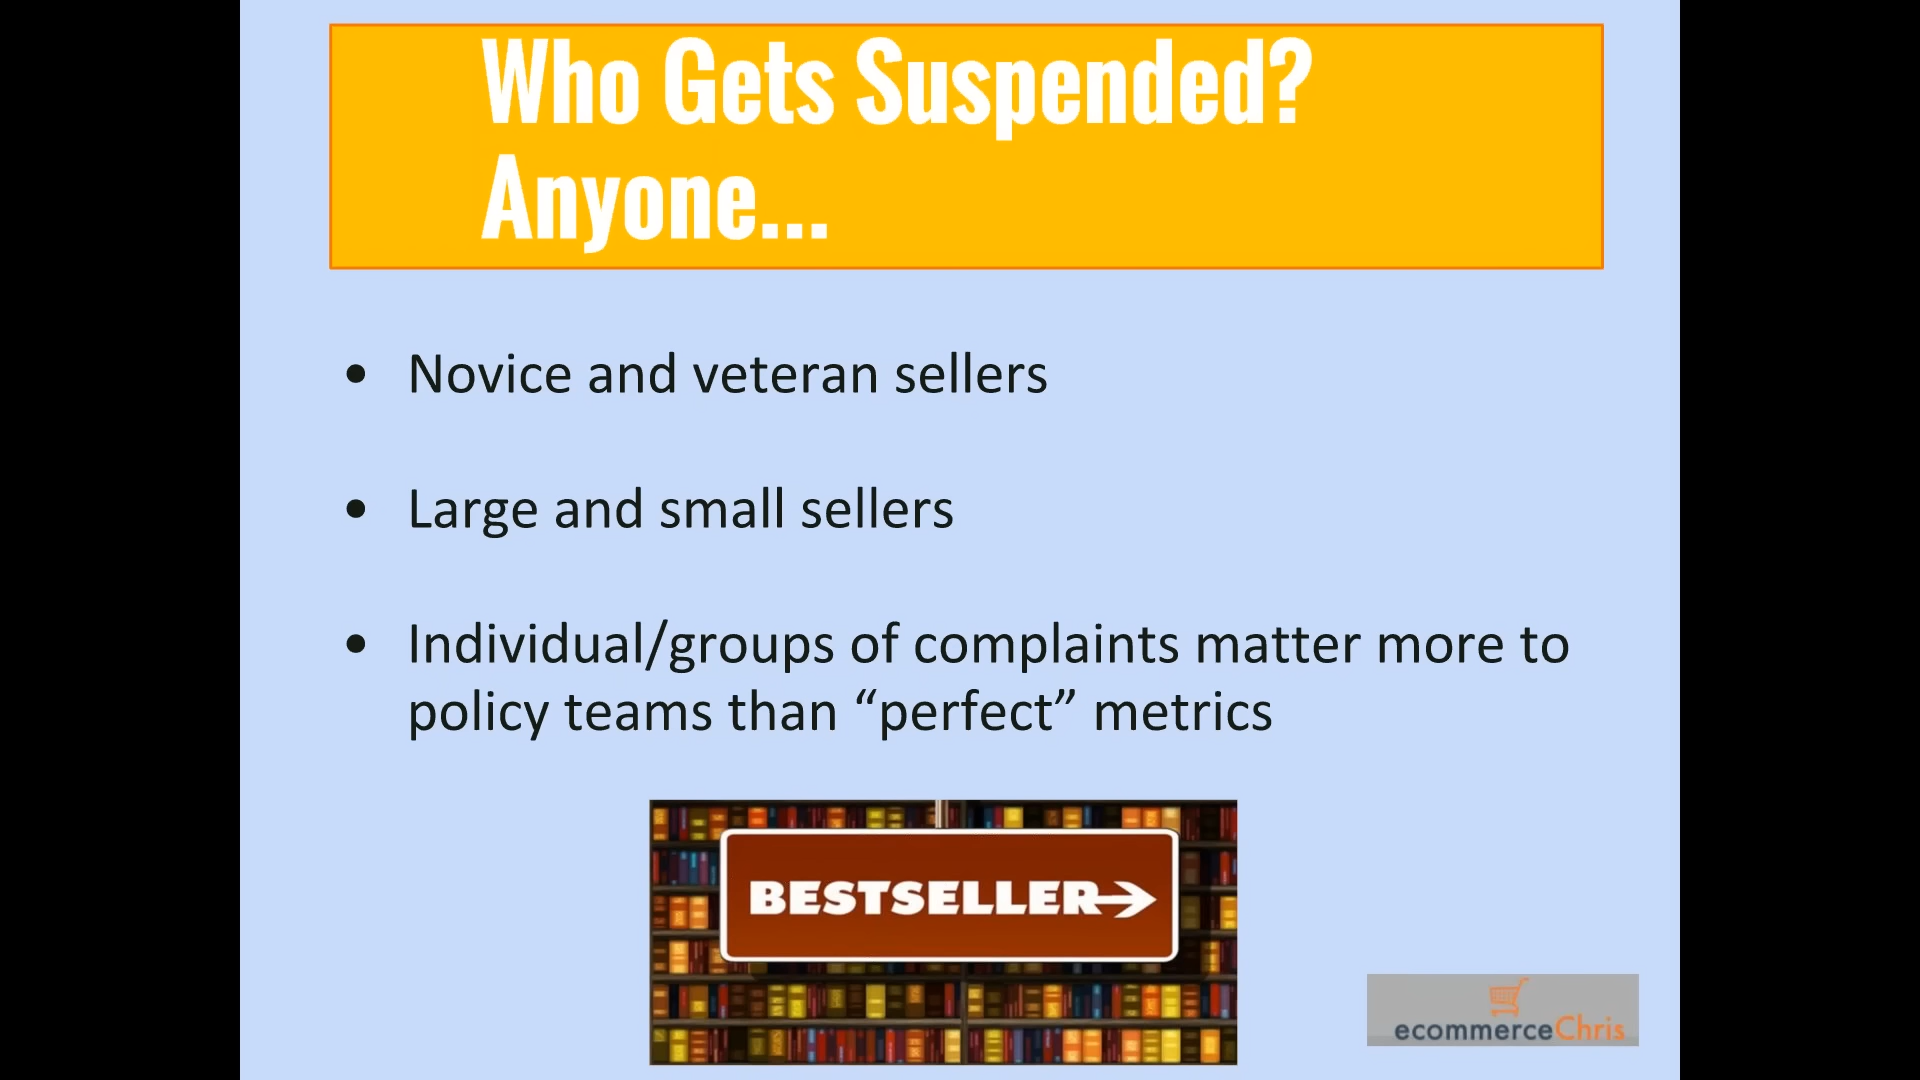 Who Gets Suspended?
Anyone...
• Novice and veteran sellers
• Large and small sellers
• Individual/groups of complaints matter more to
policy teams than “perfect” metrics
BESTSELLER
ecommerceChris